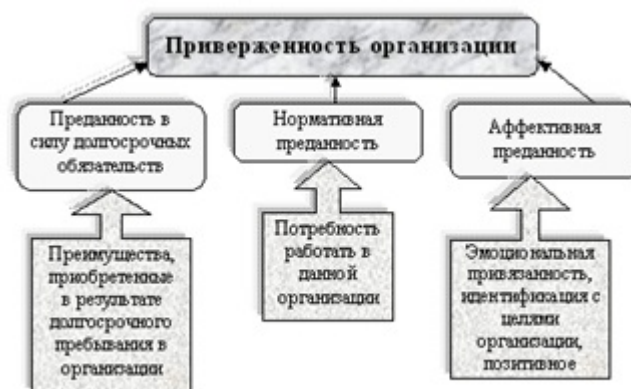 Приверженность организации
Преданность в
силу долгосрочных
обязательств
Нормативная
преданность
Аффективная
преданность
Преимущества,
приобретенные
в результате
долгосрочного
пребывания в
организации
Потребность
работать в
данной
организации
Эмоциональная
привязанность,
идентификация с
целями
организации,
позитивное